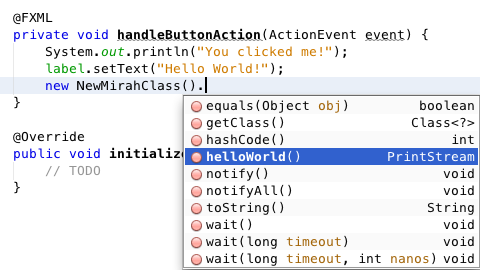 @FXML
private void handleButtonAction(ActionEvent event) {
System.out.println("You clicked me!");
label.setText("Hello World!");
new NewMirahClass().
}
equals(Object obj) boolean
getClass() Class<?>
hashCode() int
helloWorld() PrintStream
notify() void
notifyAll() void
toString() String
wait() void
wait(long timeout) void
wait(long timeout, int nanos) void
@Override
public void initialize
// TODO
}